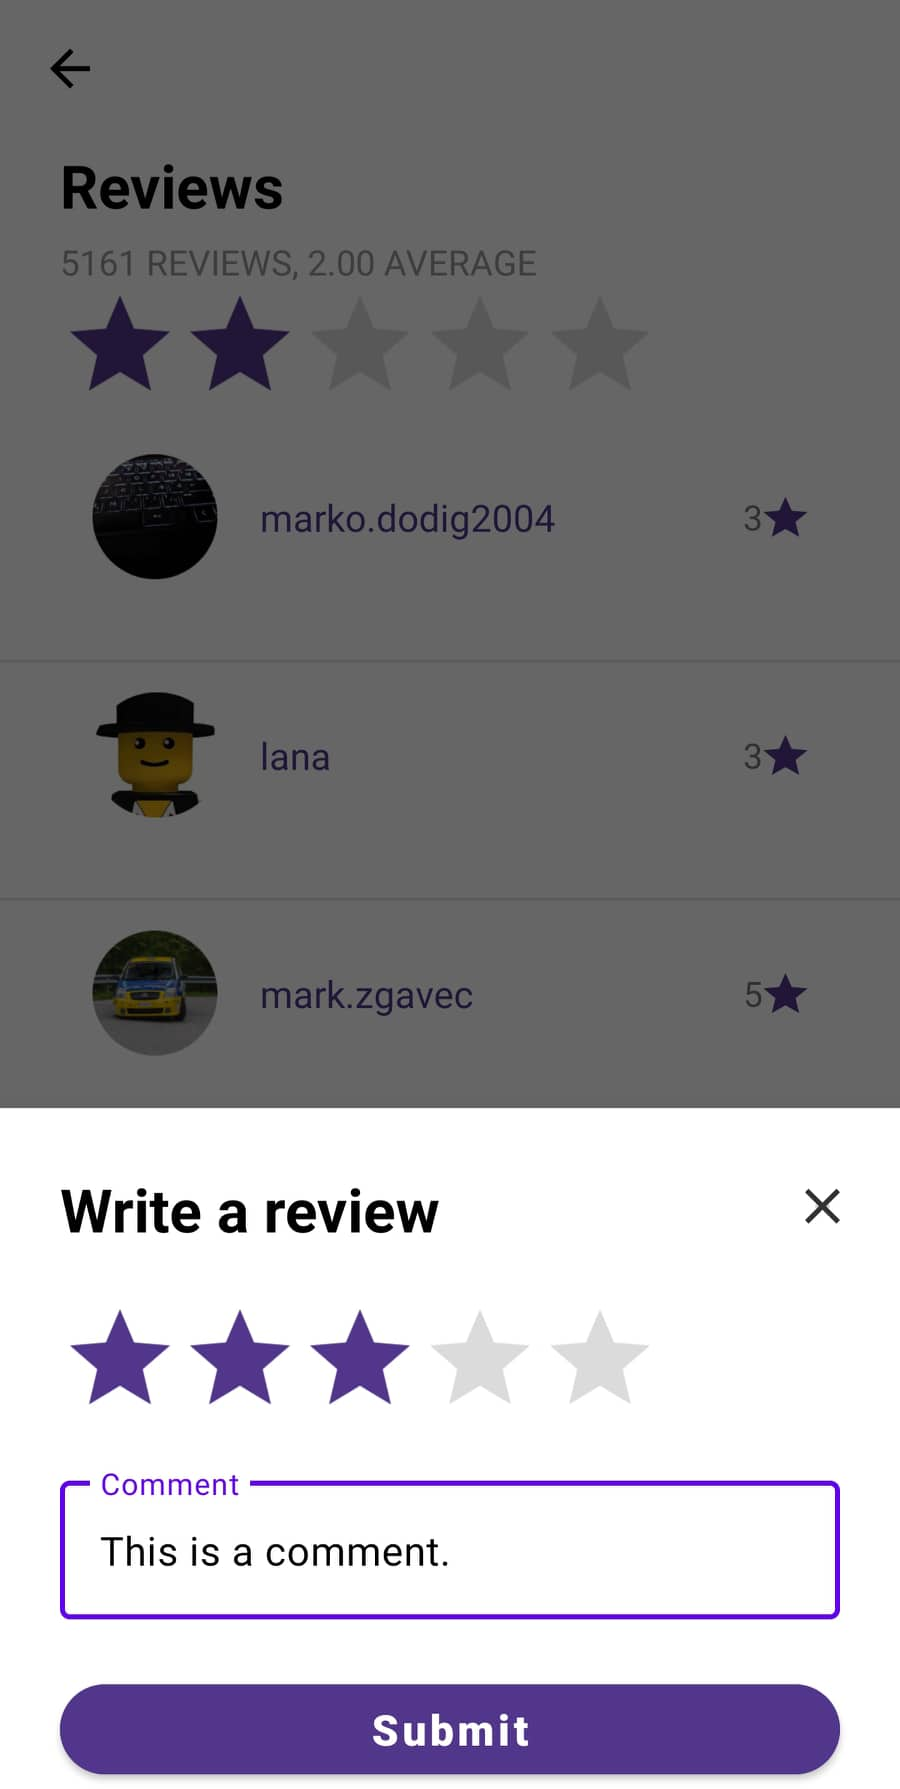 Reviews
5161 REVIEWS, 2.00 AVERAGE
marko.dodig2004
3
lana
3
mark.zgavec
5
Write a review
Comment
This is a comment.
Submit